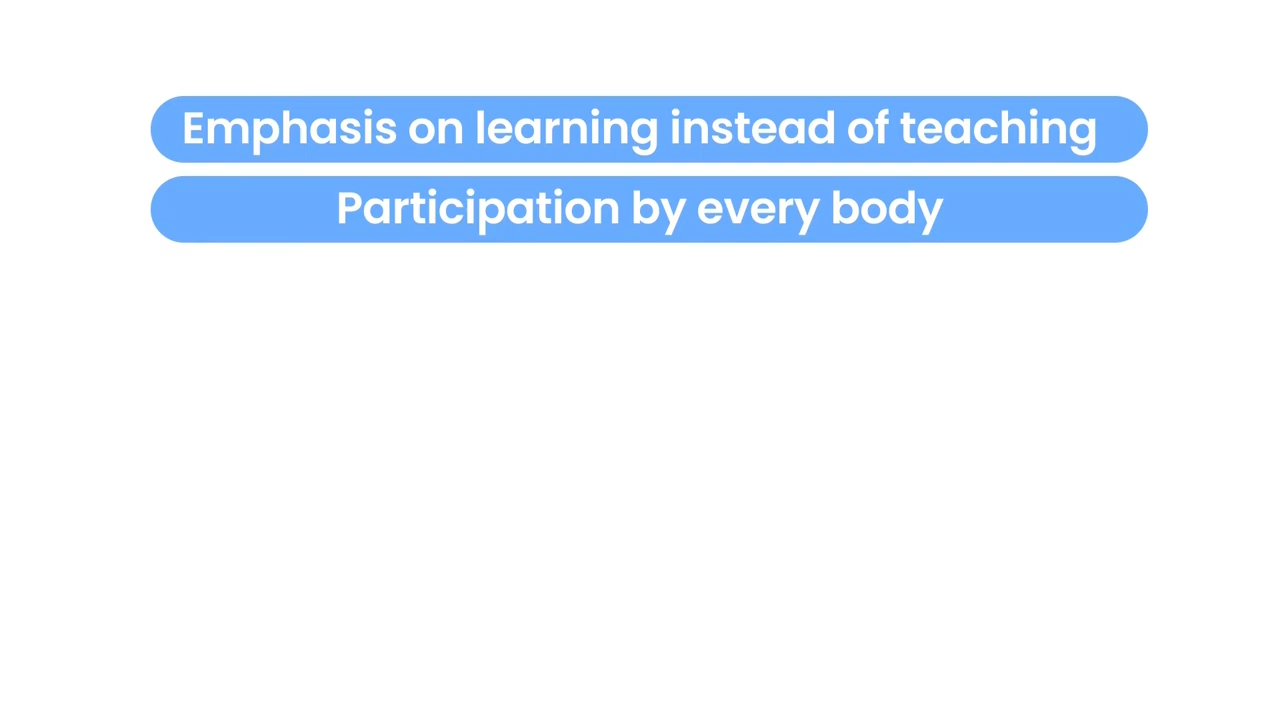 Emphasis on learning instead of teaching
Participation by every body